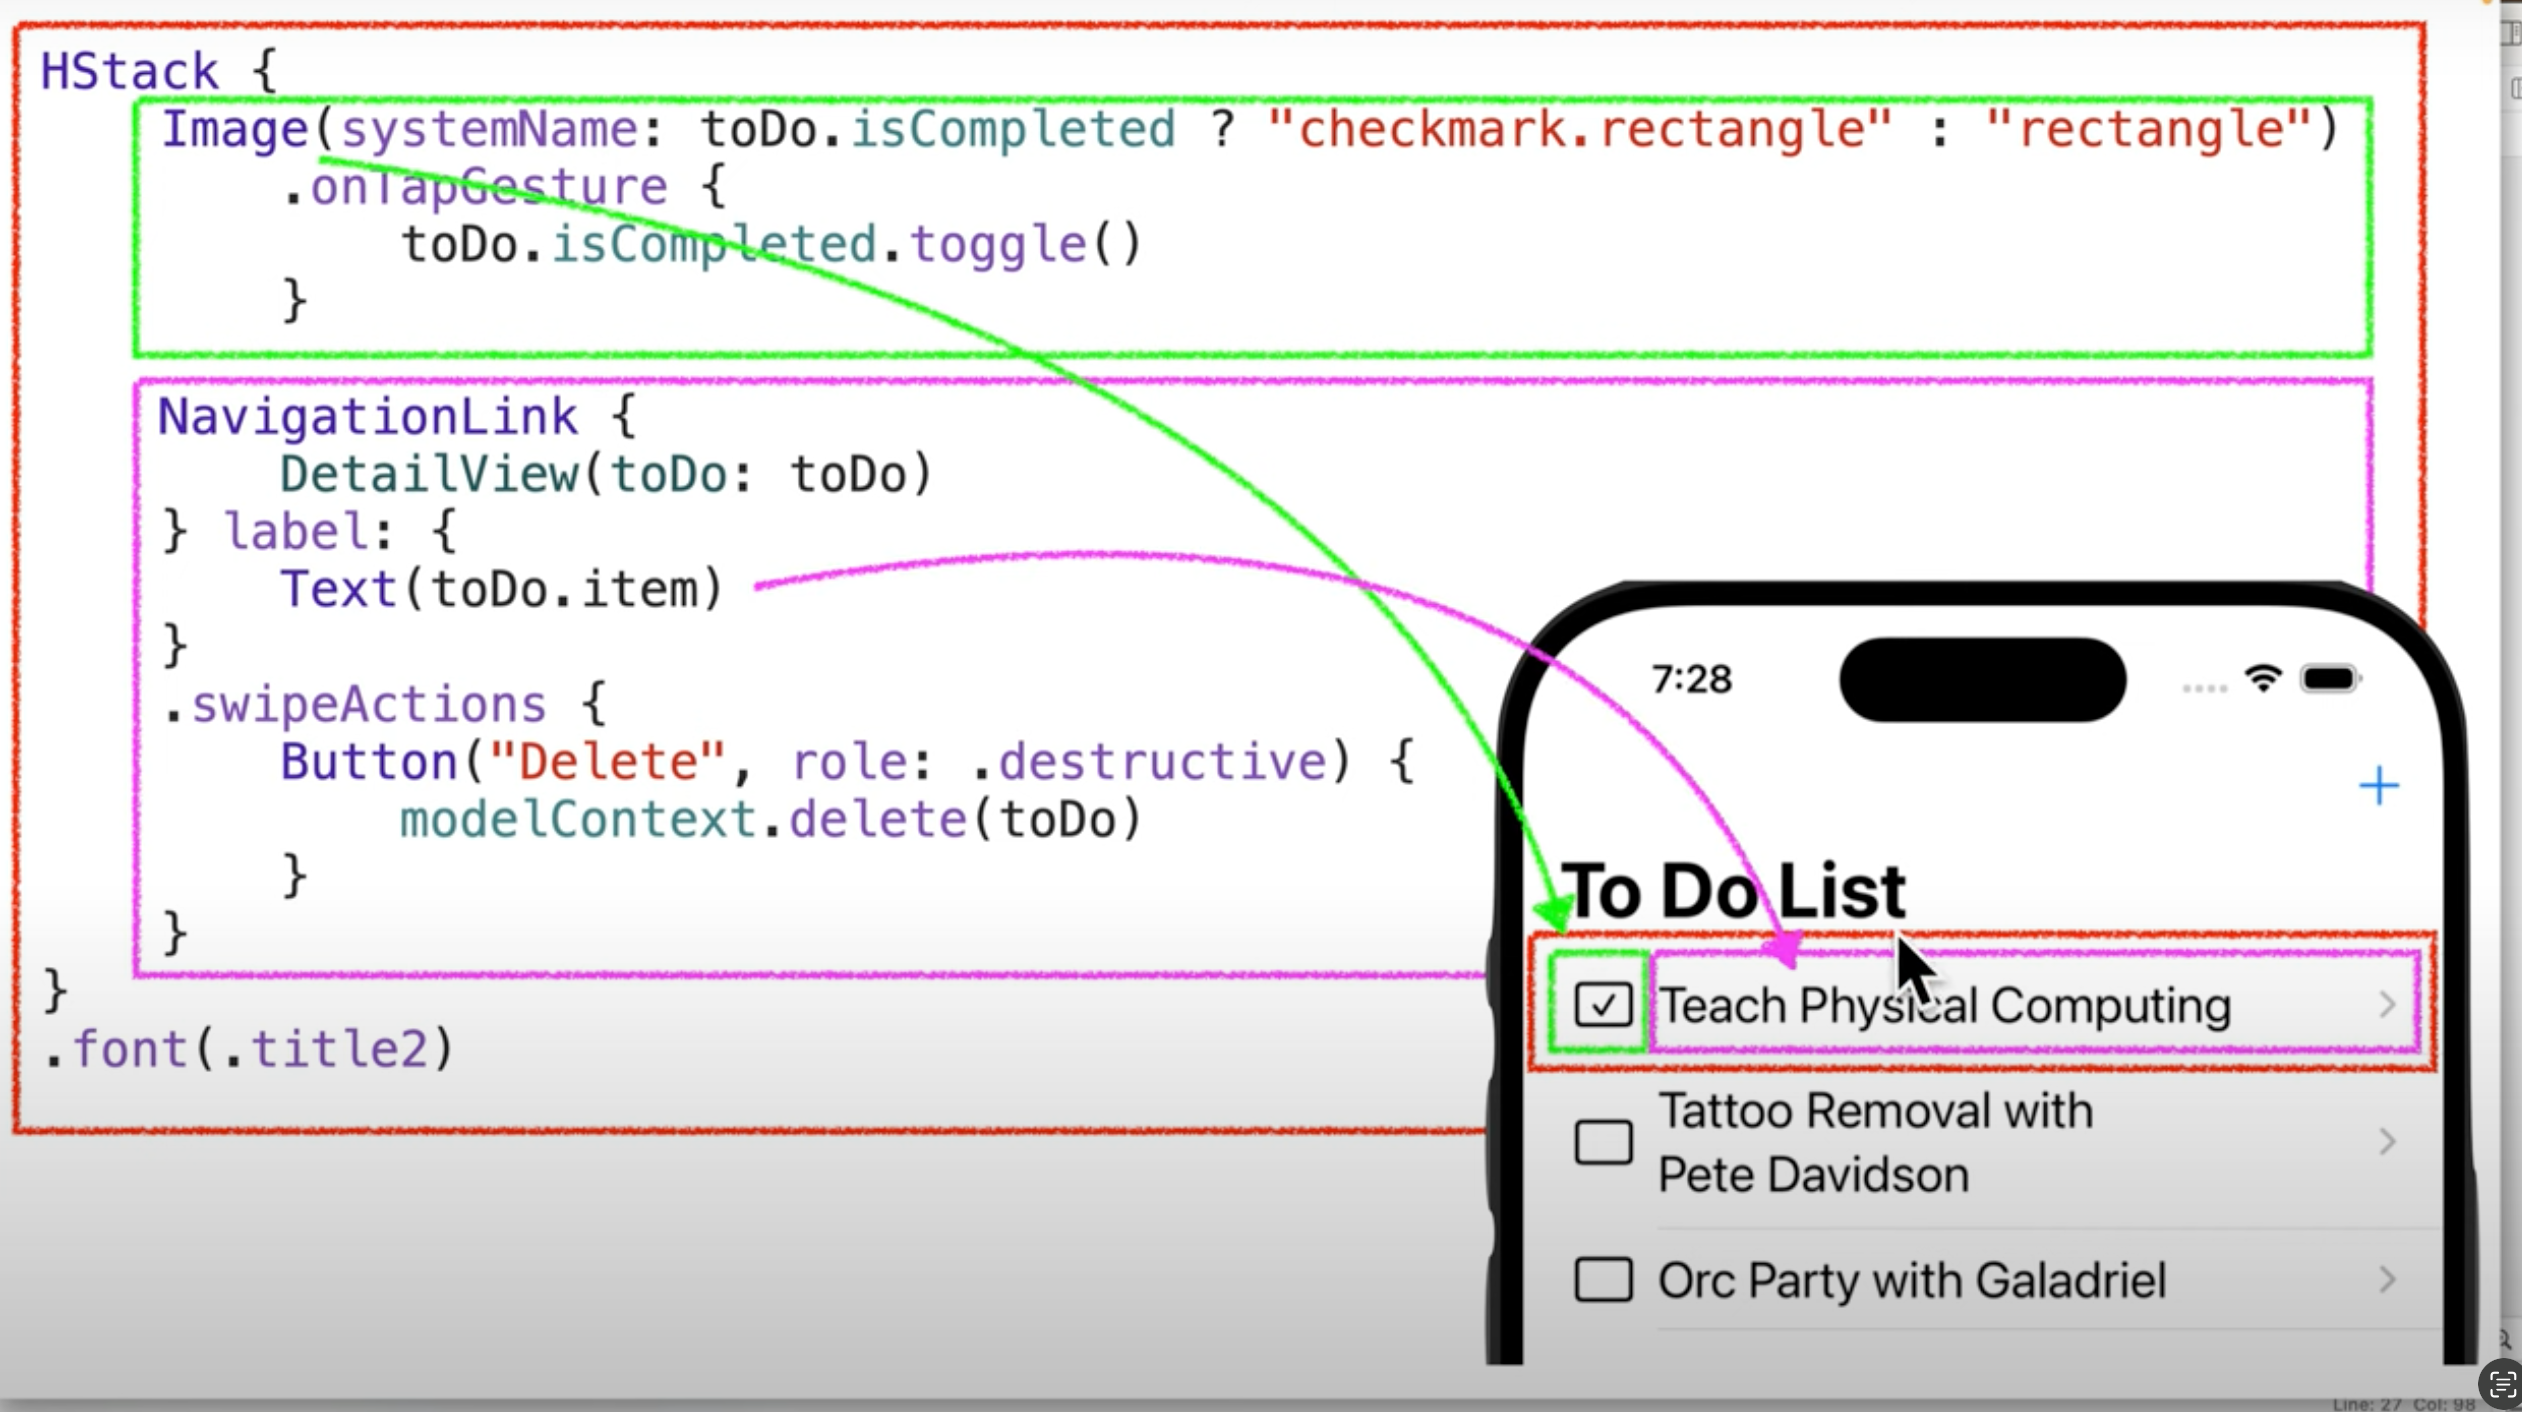 HStack {
Image(systemName: toDo.isCompleted ? "checkmark.rectangle" : "rectangle")
.onTapGesture {
toDo.isCompleted.toggle()
}
NavigationLink {
DetailView(toDo: toDo)
} label: {
Text(toDo.item)
}
.swipeActions {
Button("Delete", role: .destructive) {
modelContext.delete(toDo)
}
}
}
.font(.title2)
7:28
To Do List
Teach Physical Computing
Tattoo Removal with
Pete Davidson
Orc Party with Galadriel
Line: 27 Col: 98